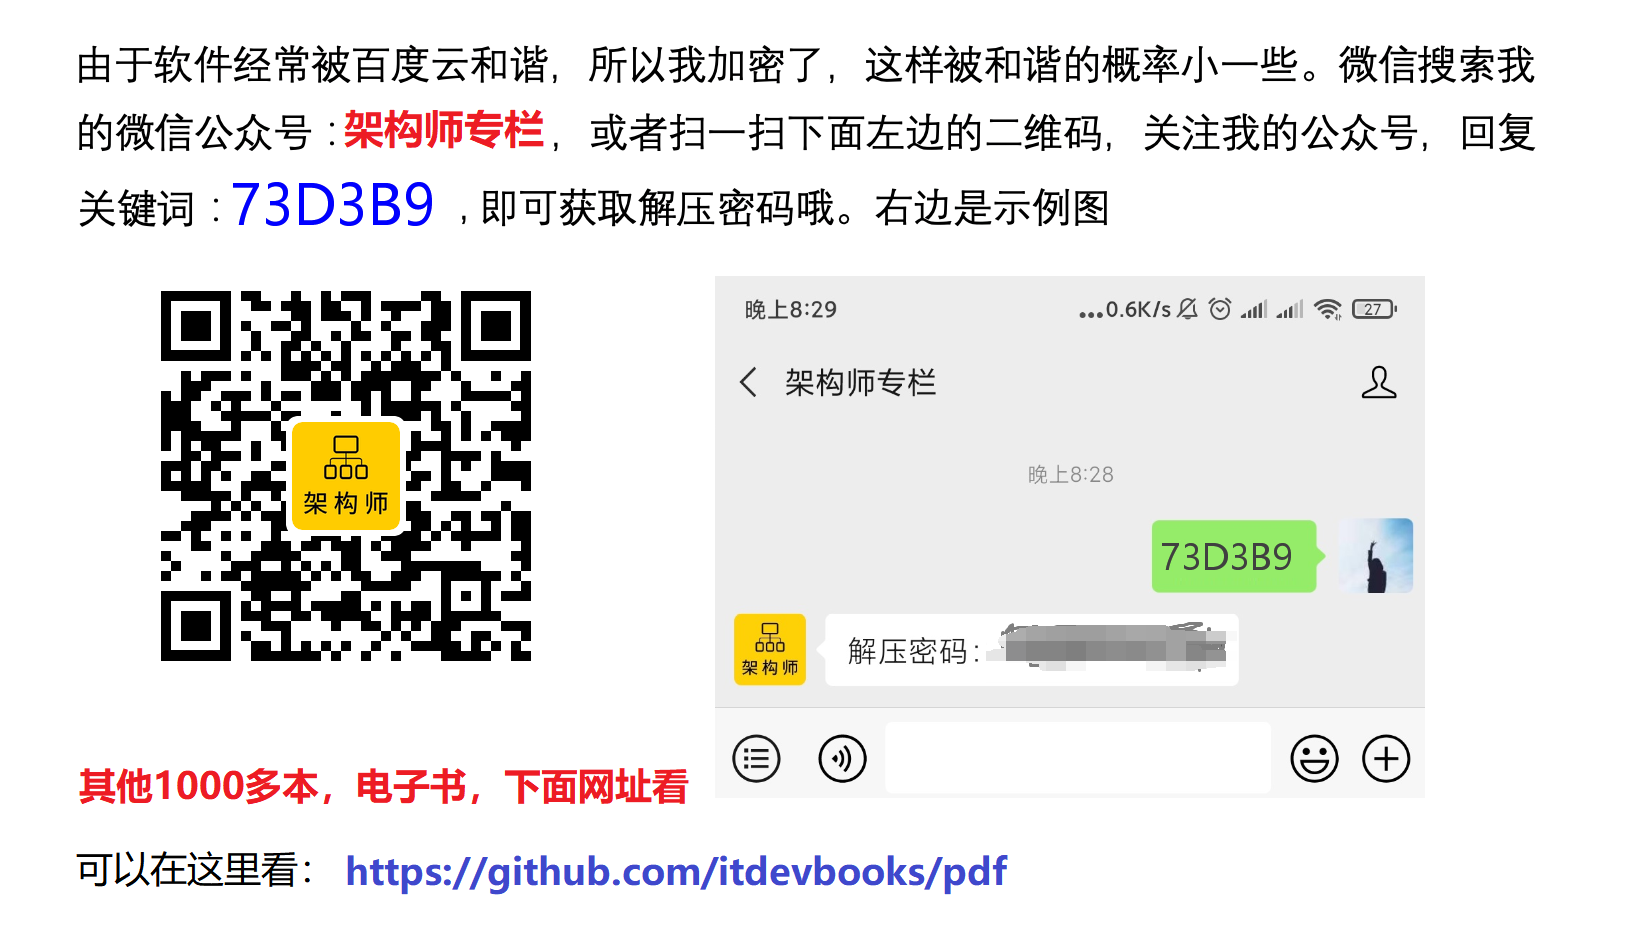 由于软件经常被百度云和谐，所以我加密了，这样被和谐的概率小一些。微信搜索我
的微信公众号：架构师专栏，或者扫一扫下面左边的二维码，关注我的公众号，回复
关键词：73D3B9 ，即可获取解压密码哦。右边是示例图
架构师
晚上8:29
...0.6K/s
27
架构师专栏
晚上8:28
73D3B9
架构师
解压密码：
其他1000多本，电子书，下面网址看
可以在这里看： https://github.com/itdevbooks/pdf